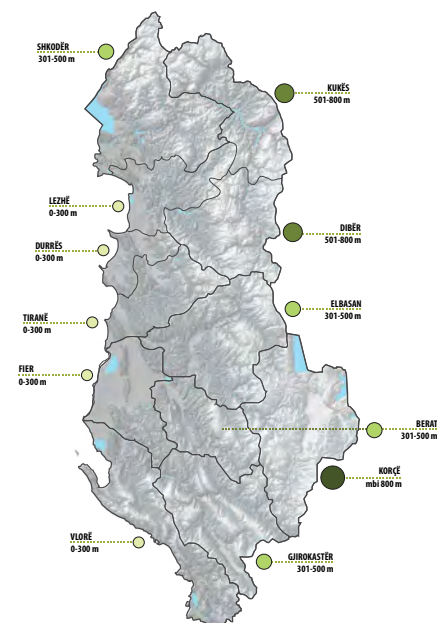 SHKODËR
301-500 m
KUKËS
501-800 m
LEZHË
0-300 m
DIBËR
501-800 m
DURRËS
0-300 m
ELBASAN
301-500 m
TIRANË
0-300 m
FIER
0-300 m
BERAT
301-500 m
KORÇË
mbi 800 m
VLORË
0-300 m
GJIROKASTËR
301-500 m